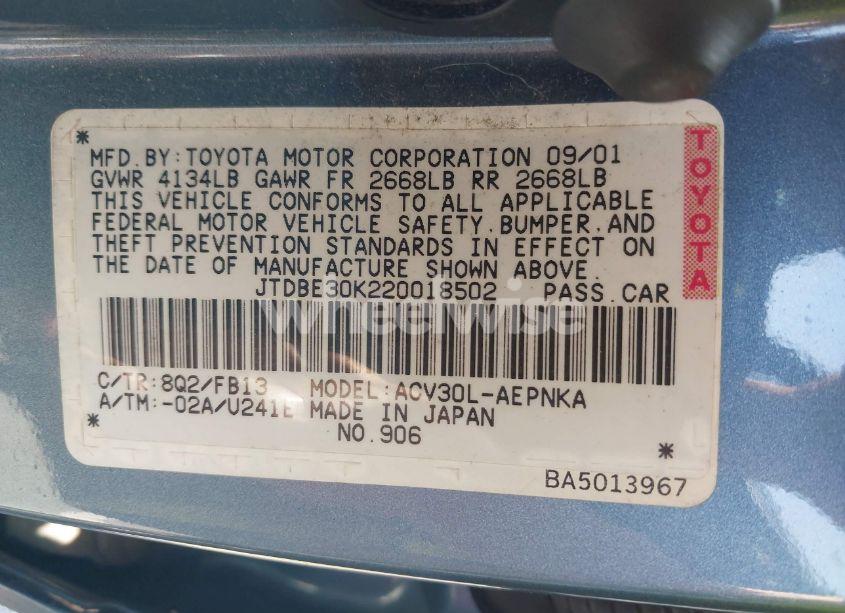 MFD.BY:TOYOTA MOTOR CORPORATION 09/01
GVWR 4134LB GAWR FR 2668LB RR 2668LB
THIS VEHICLE CONFORMS TO ALL APPLICABLE
FEDERAL MOTOR VEHICLE SAFETY,BUMPER,AND
THEFT PREVENTION STANDARDS IN EFFECT ON
THE DATE OF MANUFACTURE SHOWN ABOVE.
JTDBE30K220018502 PASS.CAR
TOYOTA
wheelwise
C/TR:8Q2/FB13 MODEL:ACV30L-AEPNKA
A/TM:-02A/U241E MADE IN JAPAN
NO.906
BA5013967